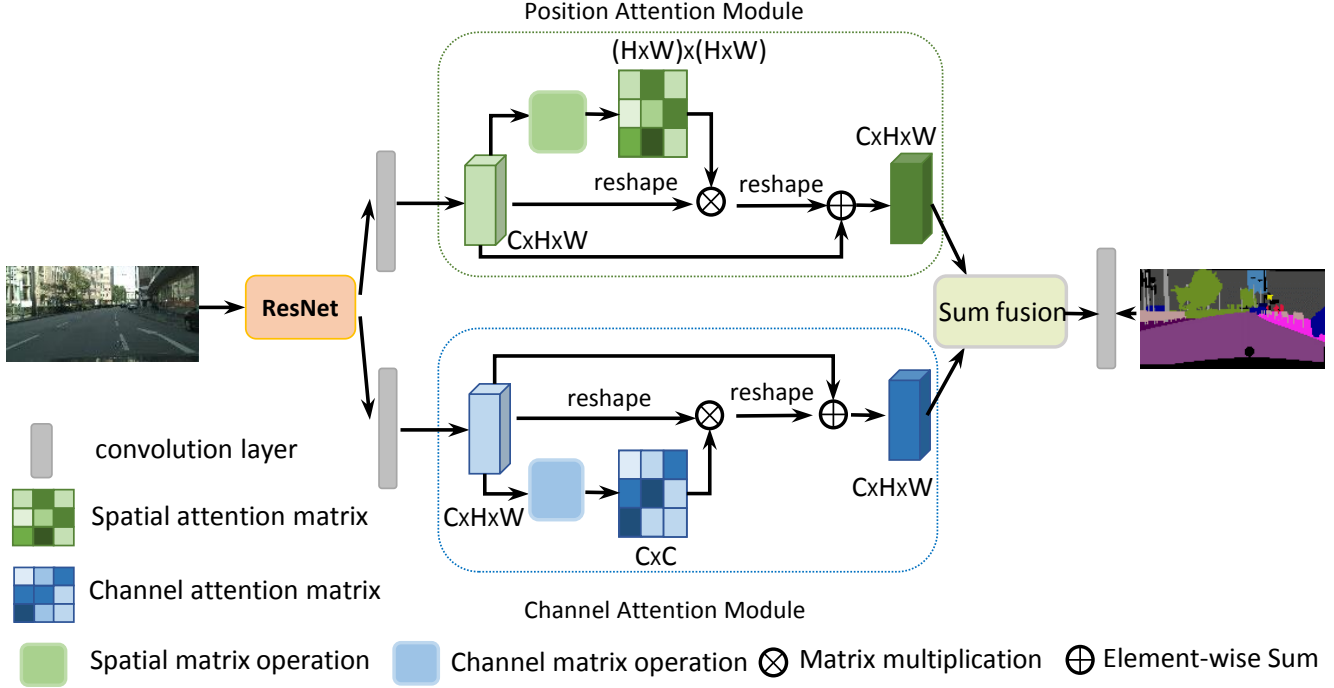 Position Attention Module
(HxW)x(HxW)
CxHxW
reshape
reshape
CxHxW
ResNet
Sum fusion
reshape
reshape
CxHxW
CxHxW
CxC
Channel Attention Module
convolution layer
Spatial attention matrix
Channel attention matrix
Spatial matrix operation
Channel matrix operation
Matrix multiplication
Element-wise Sum